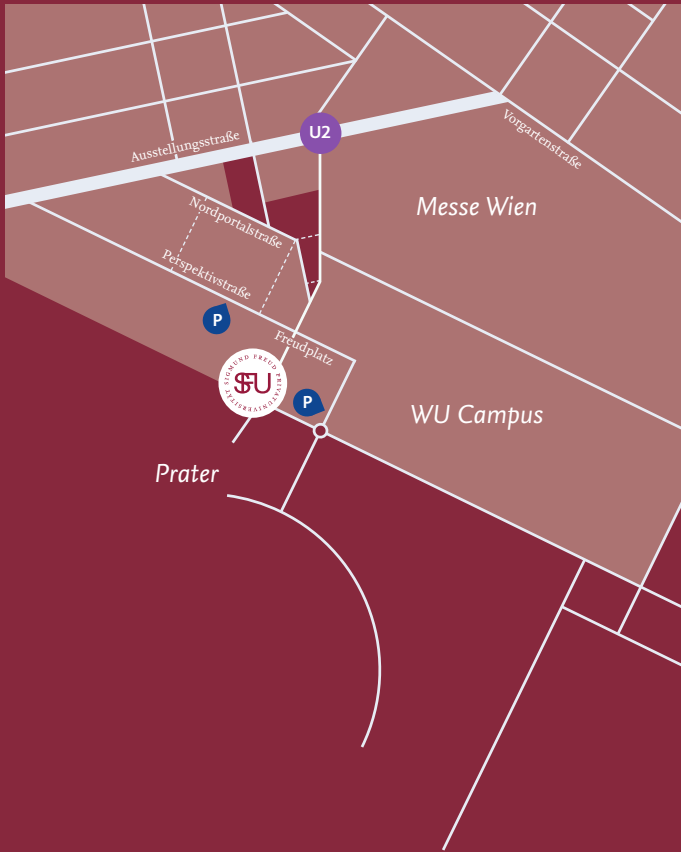 U2
Ausstellungsstraße
Vorgartenstraße
Messe Wien
Nordportalstraße
Perspektivstraße
P
Freudplatz
SIGMUND FREUD PRIVATUNIVERSITÄT
SFU
P
WU Campus
Prater